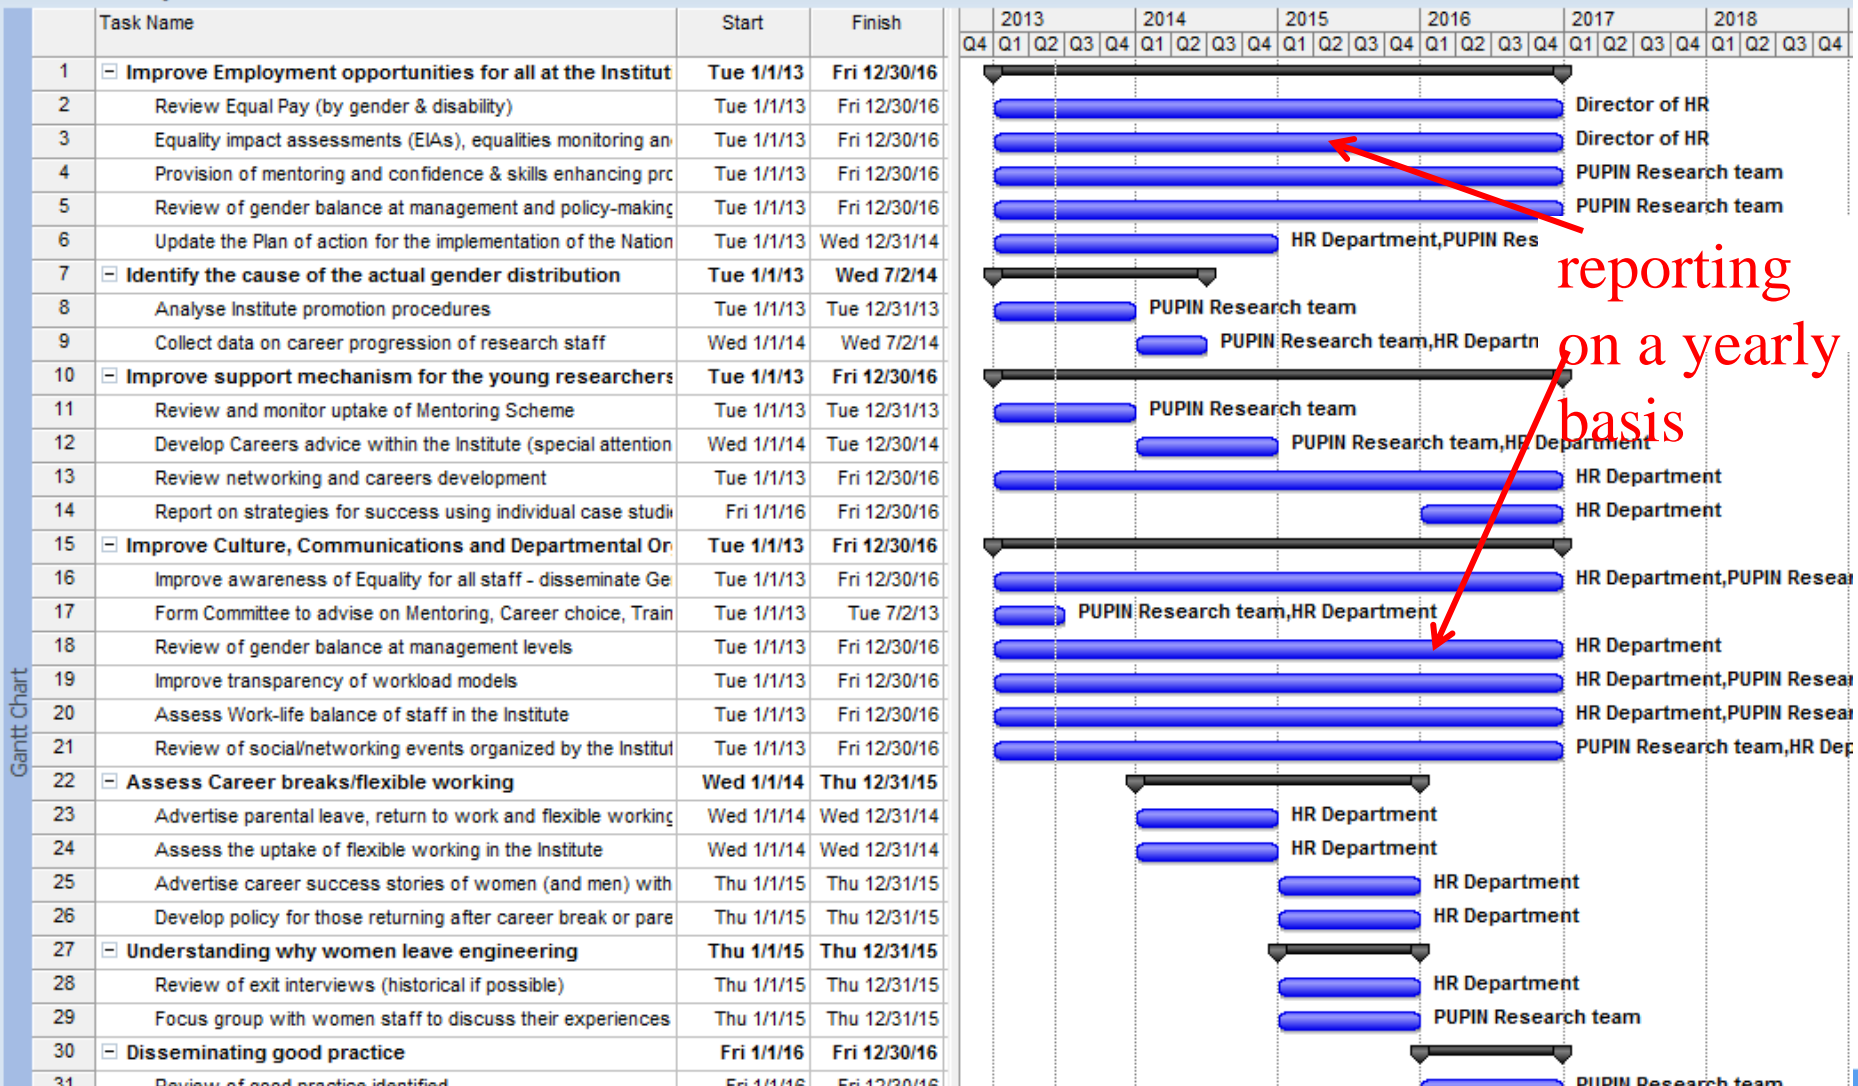 Task Name Start Finish 2013 2014 2015 2016 2017 2018
Q4 Q1 Q2 Q3 Q4 Q1 Q2 Q3 Q4 Q1 Q2 Q3 Q4 Q1 Q2 Q3 Q4 Q1 Q2 Q3 Q4 Q1 Q2 Q3 Q4
1 Improve Employment opportunities for all at the Institut Tue 1/1/13 Fri 12/30/16
2 Review Equal Pay (by gender & disability) Tue 1/1/13 Fri 12/30/16 Director of HR
3 Equality impact assessments (EIAs), equalities monitoring an Tue 1/1/13 Fri 12/30/16 Director of HR
4 Provision of mentoring and confidence & skills enhancing pro Tue 1/1/13 Fri 12/30/16 PUPIN Research team
5 Review of gender balance at management and policy-making Tue 1/1/13 Fri 12/30/16 PUPIN Research team
6 Update the Plan of action for the implementation of the Nation Tue 1/1/13 Wed 12/31/14 HR Department,PUPIN Res
7 Identify the cause of the actual gender distribution Tue 1/1/13 Wed 7/2/14
8 Analyse Institute promotion procedures Tue 1/1/13 Tue 12/31/13 PUPIN Research team
9 Collect data on career progression of research staff Wed 1/1/14 Wed 7/2/14 PUPIN Research team,HR Departn
10 Improve support mechanism for the young researchers Tue 1/1/13 Fri 12/30/16
11 Review and monitor uptake of Mentoring Scheme Tue 1/1/13 Tue 12/31/13 PUPIN Research team
12 Develop Careers advice within the Institute (special attention Wed 1/1/14 Tue 12/30/14 PUPIN Research team,HR Department
13 Review networking and careers development Tue 1/1/13 Fri 12/30/16 HR Department
14 Report on strategies for success using individual case studi Fri 1/1/16 Fri 12/30/16 HR Department
15 Improve Culture, Communications and Departmental Or Tue 1/1/13 Fri 12/30/16
16 Improve awareness of Equality for all staff - disseminate Ge Tue 1/1/13 Fri 12/30/16 HR Department,PUPIN Resear
17 Form Committee to advise on Mentoring, Career choice, Train Tue 1/1/13 Tue 7/2/13 PUPIN Research team,HR Department
18 Review of gender balance at management levels Tue 1/1/13 Fri 12/30/16 HR Department
19 Improve transparency of workload models Tue 1/1/13 Fri 12/30/16 HR Department,PUPIN Resear
20 Assess Work-life balance of staff in the Institute Tue 1/1/13 Fri 12/30/16 HR Department,PUPIN Resear
21 Review of social/networking events organized by the Institut Tue 1/1/13 Fri 12/30/16 PUPIN Research team,HR Dep
22 Assess Career breaks/flexible working Wed 1/1/14 Thu 12/31/15
23 Advertise parental leave, return to work and flexible working Wed 1/1/14 Wed 12/31/14 HR Department
24 Assess the uptake of flexible working in the Institute Wed 1/1/14 Wed 12/31/14 HR Department
25 Advertise career success stories of women (and men) with Thu 1/1/15 Thu 12/31/15 HR Department
26 Develop policy for those returning after career break or pare Thu 1/1/15 Thu 12/31/15 HR Department
27 Understanding why women leave engineering Thu 1/1/15 Thu 12/31/15
28 Review of exit interviews (historical if possible) Thu 1/1/15 Thu 12/31/15 HR Department
29 Focus group with women staff to discuss their experiences Thu 1/1/15 Thu 12/31/15 PUPIN Research team
30 Disseminating good practice Fri 1/1/16 Fri 12/30/16
31 Review of good practice identified Fri 1/1/16 Fri 12/30/16 PUPIN Research team
reporting
on a yearly
basis
Gantt Chart